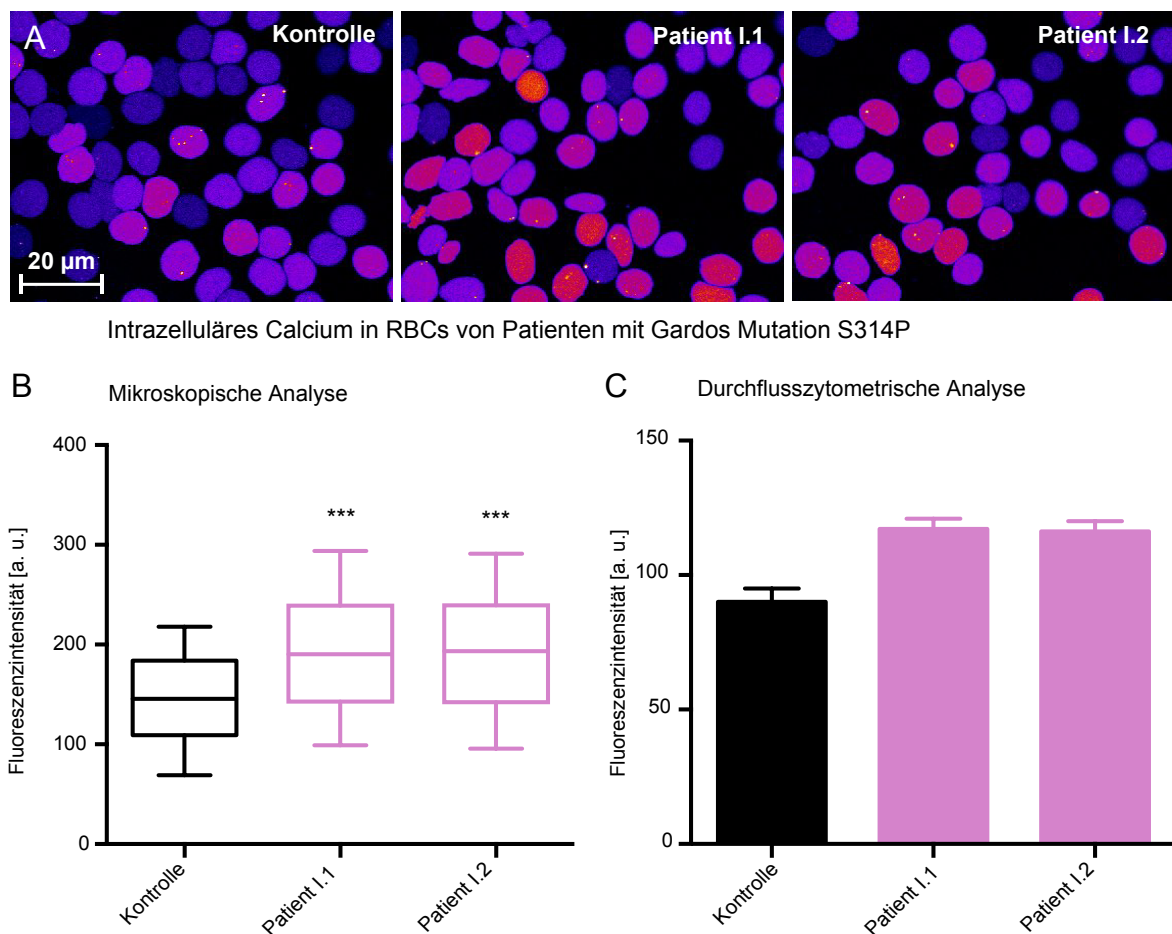 A
Kontrolle
Patient I.1
Patient I.2
20 µm
Intrazelluläres Calcium in RBCs von Patienten mit Gardos Mutation S314P
B Mikroskopische Analyse
Fluoreszenzintensität [a. u.]
400
300
200
100
0
***
***
Kontrolle
Patient I.1
Patient I.2
C Durchflusszytometrische Analyse
Fluoreszenzintensität [a. u.]
150
100
50
0
Kontrolle
Patient I.1
Patient I.2